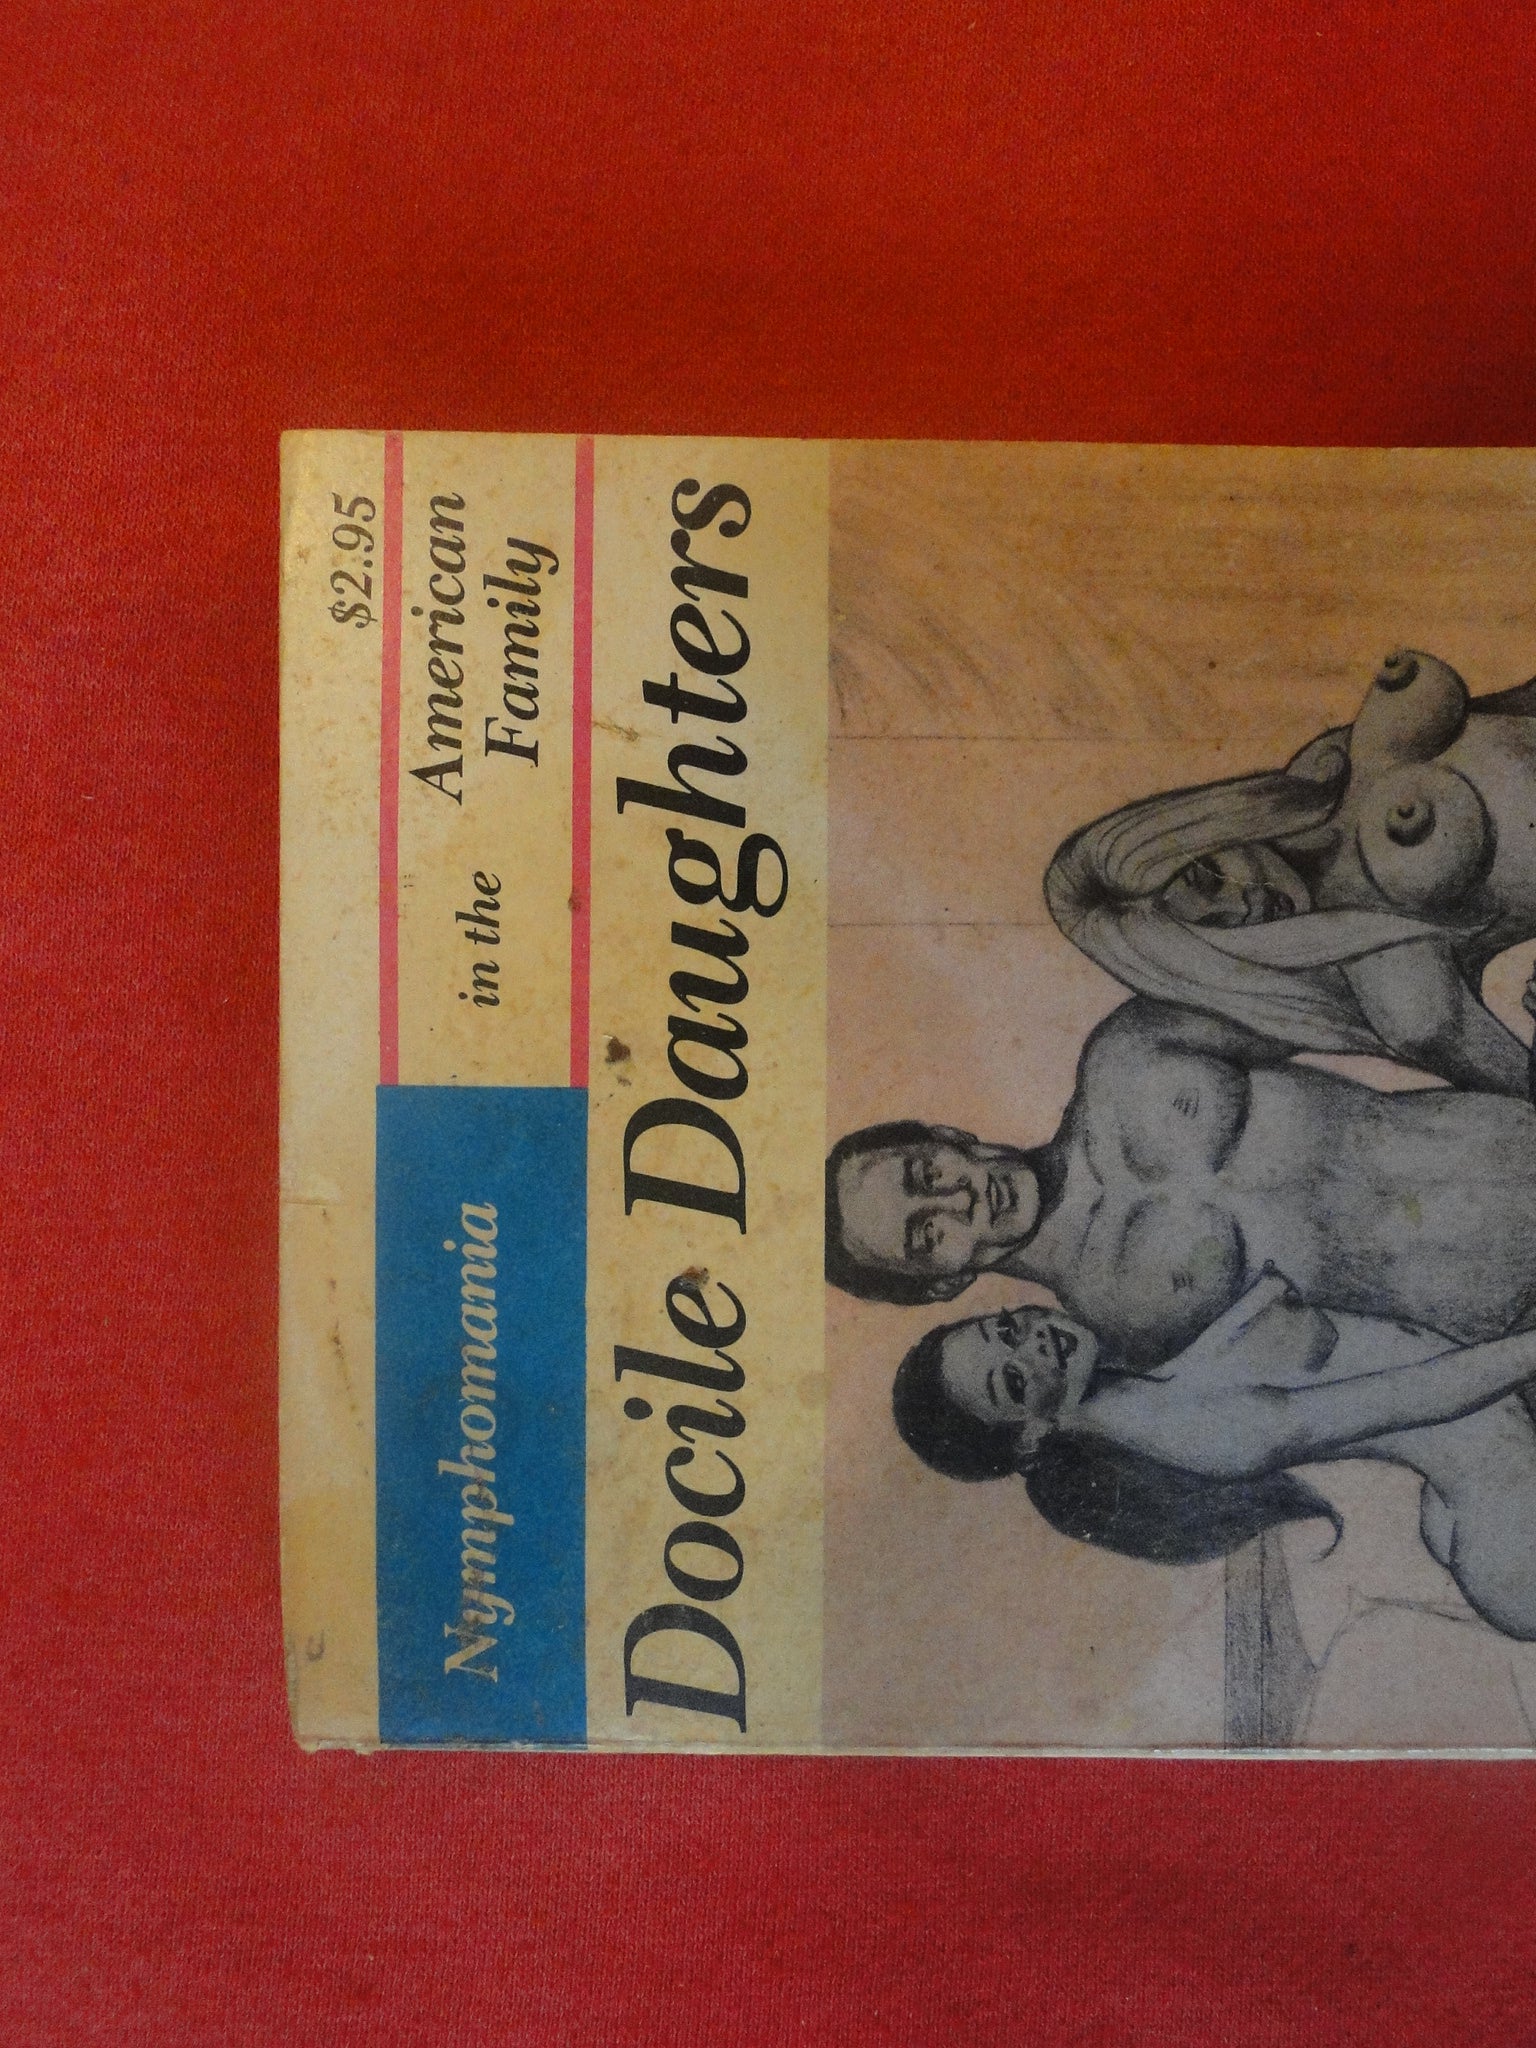 $2.95
Nymphomania in the American Family
Docile Daughters